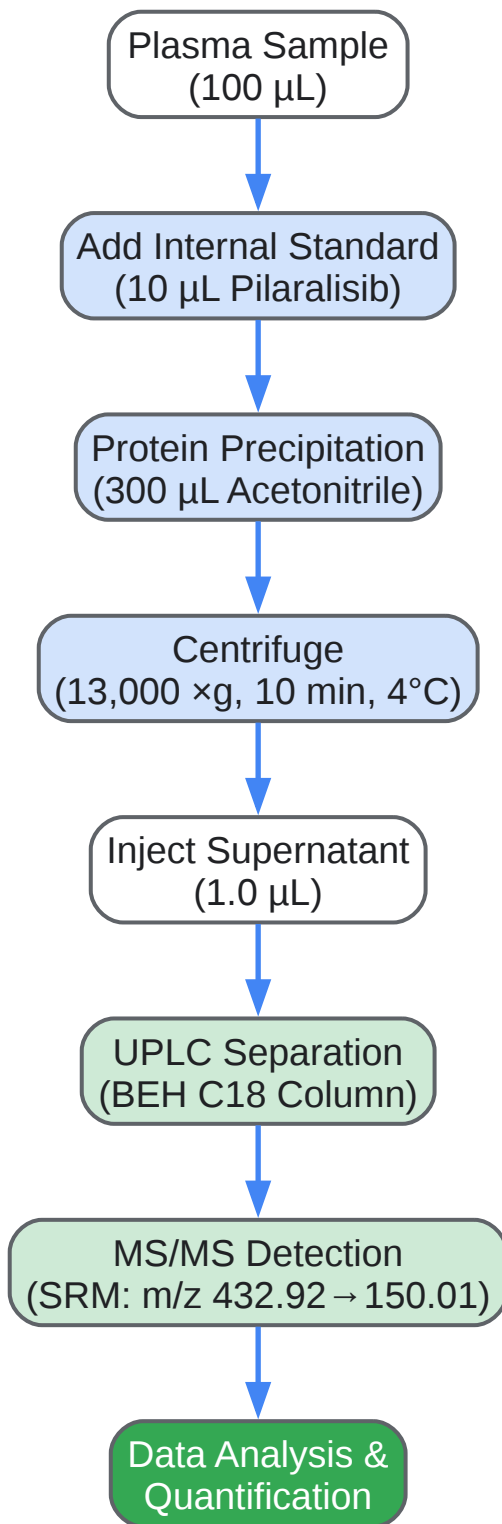 Plasma Sample
(100 µL)
Add Internal Standard
(10 µL Pilaralisib)
Protein Precipitation
(300 µL Acetonitrile)
Centrifuge
(13,000 ×g, 10 min, 4°C)
Inject Supernatant
(1.0 µL)
UPLC Separation
(BEH C18 Column)
MS/MS Detection
(SRM: m/z 432.92→150.01)
Data Analysis &
Quantification